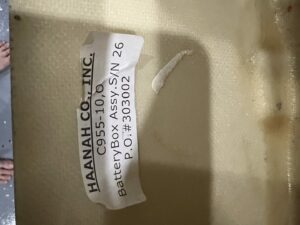 HAANAH CO., INC.
C955-10,0
BatteryBox Assy.S/N 26
P.O.#303002